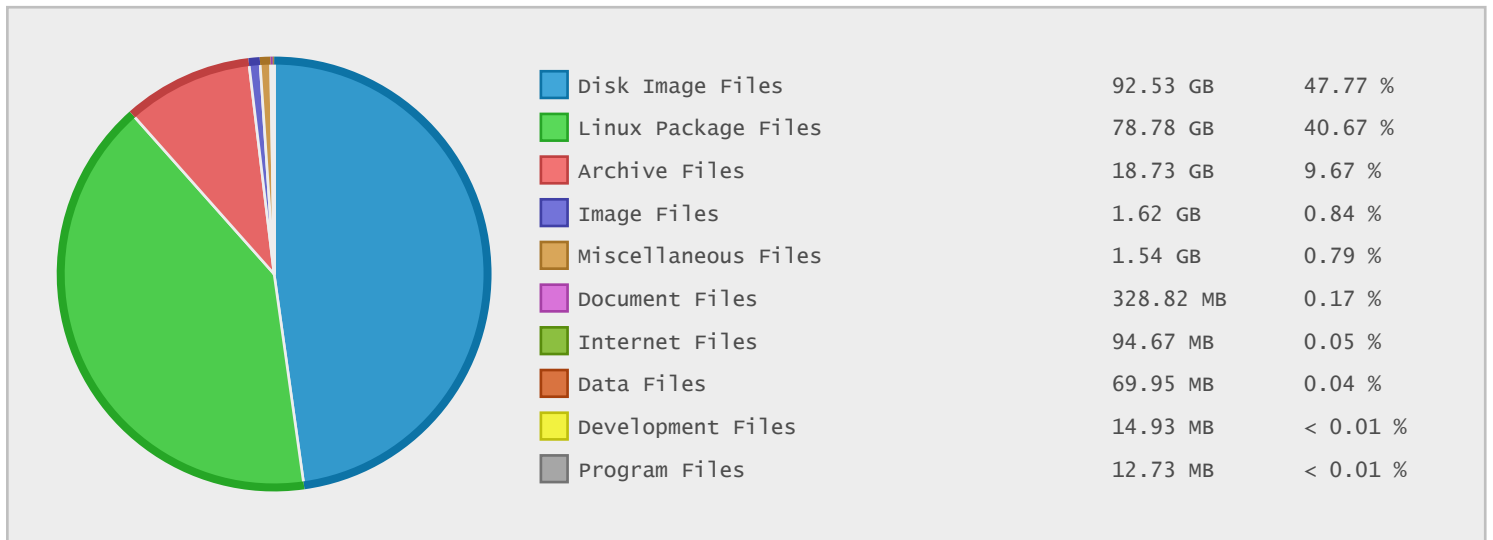 Disk Image Files 92.53 GB 47.77 %
Linux Package Files 78.78 GB 40.67 %
Archive Files 18.73 GB 9.67 %
Image Files 1.62 GB 0.84 %
Miscellaneous Files 1.54 GB 0.79 %
Document Files 328.82 MB 0.17 %
Internet Files 94.67 MB 0.05 %
Data Files 69.95 MB 0.04 %
Development Files 14.93 MB < 0.01 %
Program Files 12.73 MB < 0.01 %